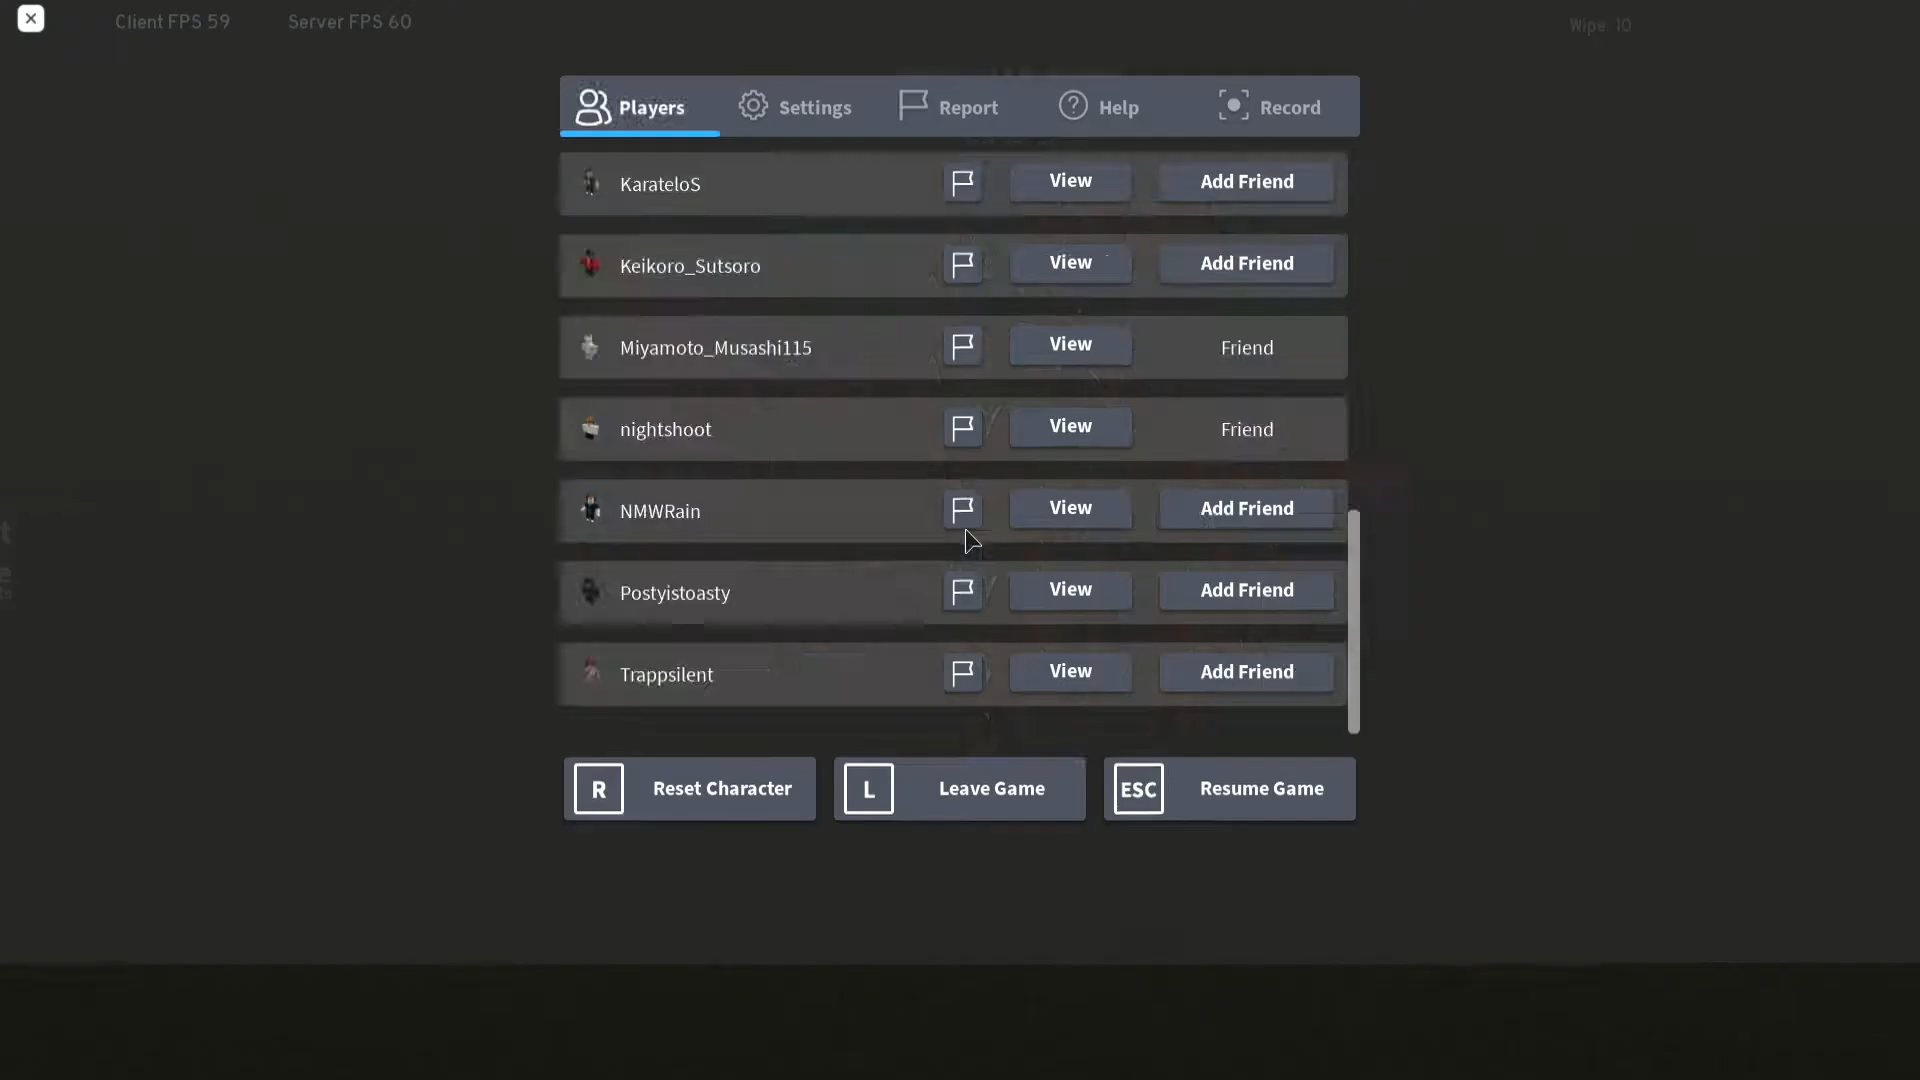 Client FPS 59 Server FPS 60 Wipe 10
Players Settings Report Help Record
KarateloS View Add Friend
Keikoro_Sutsoro View Add Friend
Miyamoto_Musashi115 View Friend
nightshoot View Friend
NMWRain View Add Friend
Postyistoasty View Add Friend
Trappsilent View Add Friend
R Reset Character L Leave Game ESC Resume Game